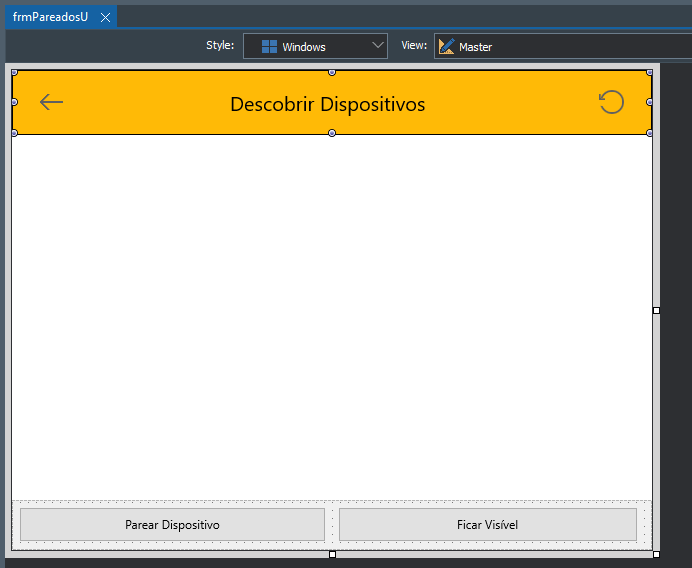 frmPareadosU
Style: Windows View: Master
Descobrir Dispositivos
Parear Dispositivo Ficar Visível